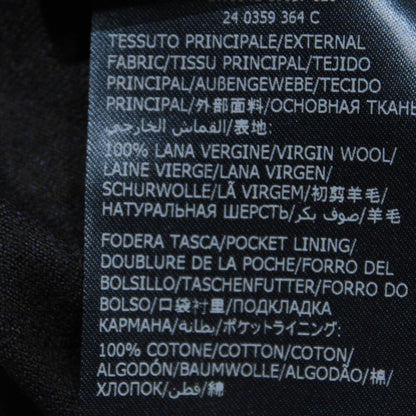 24 0359 364 C
TESSUTO PRINCIPALE/EXTERNAL
FABRIC/TISSU PRINCIPAL/TEJIDO
PRINCIPAL/AUßENGEWEBE/TECIDO
PRINCIPAL/外部面料/ОСНОВНАЯ ТКАНЬ
القماش الخارجي/表地:
100% LANA VERGINE/VIRGIN WOOL/
LAINE VIERGE/LANA VIRGEN/
SCHURWOLLE/LÃ VIRGEM/初剪羊毛/
НАТУРАЛЬНАЯ ШЕРСТЬ/صوف بكر/羊毛
FODERA TASCA/POCKET LINING/
DOUBLURE DE LA POCHE/FORRO DEL
BOLSILLO/TASCHENFUTTER/FORRO DO
BOLSO/口袋衬里/ПОДКЛАДКА
КАРМАНА/بطانة/ポケットライニング:
100% COTONE/COTTON/COTON/
ALGODÓN/BAUMWOLLE/ALGODÃO/棉/
ХЛОПОК/قطن/綿